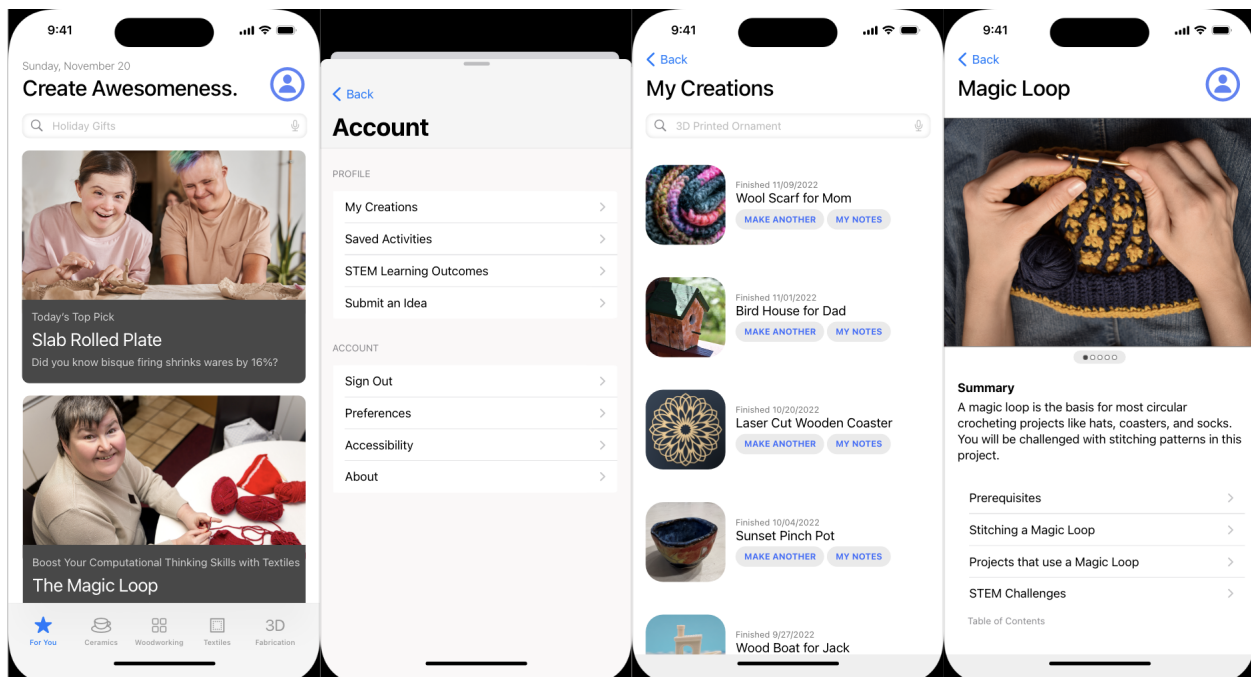 9:41
Sunday, November 20
Create Awesomeness.
Holiday Gifts
Today's Top Pick
Slab Rolled Plate
Did you know bisque firing shrinks wares by 16%?
Boost Your Computational Thinking Skills with Textiles
The Magic Loop
For You
Ceramics
Woodworking
Textiles
3D
Fabrication
Back
Account
PROFILE
My Creations
Saved Activities
STEM Learning Outcomes
Submit an Idea
ACCOUNT
Sign Out
Preferences
Accessibility
About
9:41
Back
My Creations
3D Printed Ornament
Finished 11/09/2022
Wool Scarf for Mom
MAKE ANOTHER
MY NOTES
Finished 11/01/2022
Bird House for Dad
MAKE ANOTHER
MY NOTES
Finished 10/20/2022
Laser Cut Wooden Coaster
MAKE ANOTHER
MY NOTES
Finished 10/04/2022
Sunset Pinch Pot
MAKE ANOTHER
MY NOTES
Finished 9/27/2022
Wood Boat for Jack
9:41
Back
Magic Loop
Summary
A magic loop is the basis for most circular
crocheting projects like hats, coasters, and socks.
You will be challenged with stitching patterns in this
project.
Prerequisites
Stitching a Magic Loop
Projects that use a Magic Loop
STEM Challenges
Table of Contents